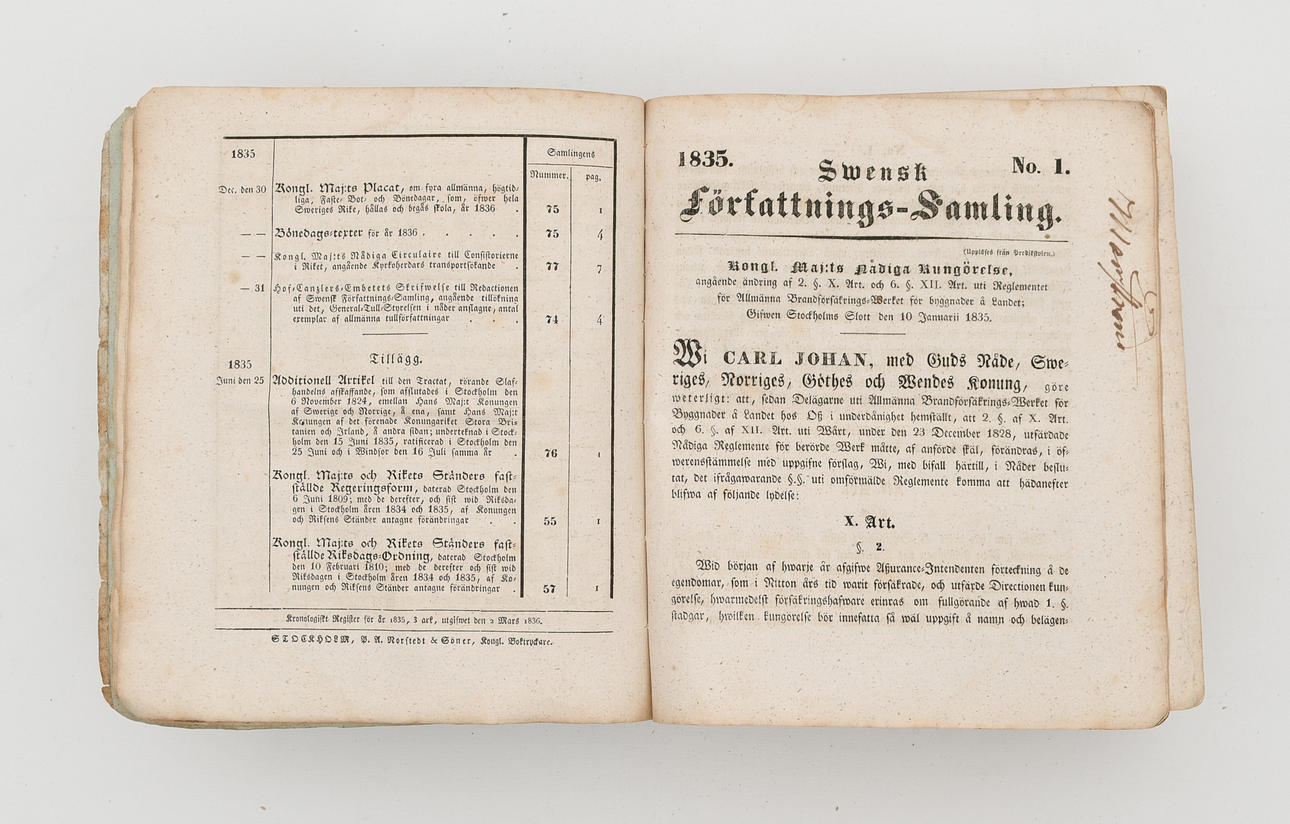 1835
Samlingens
Nummer. pag.
Dec. den 30 Kongl. Maj:ts Placat, om fyra allmänna, högtid-
liga, Faste- Bot- och Bönedagar, som, öfwer hela
Sweriges Rike, hållas och begås skola, år 1836 . 75 1
— — Bönedags-texter för år 1836 . . . . . 75 4
— — Kongl. Maj:ts Nådiga Circulaire till Consistorierne
i Riket, angående Kyrkoherdars transportsökande . 77 7
— 31 Hof-Canzlers-Embetets Skrifwelse till Redactionen
af Swensk Författnings-Samling, angående tillökning
uti det, General-Tull-Styrelsen i nåder anslagne, antal
exemplar af allmänna tullförfattningar . . . 74 4
Tillägg.
1835
Juni den 25 Additionell Artikel till den Tractat, rörande Slaf-
handelns afskaffande, som afslutades i Stockholm den
6 November 1824, emellan Hans Maj:t Konungen
af Swerige och Norrige, å ena, samt Hans Maj:t
Konungen af det förenade Konungariket Stora Bri-
tanien och Irland, å andra sidan; undertecknad i Stock-
holm den 15 Juni 1835, ratificerad i Stockholm den
25 Juni och i Windsor den 16 Juli samma år . 76 1
Kongl. Maj:ts och Rikets Ständers fast-
ställde Regeringsform, daterad Stockholm den
6 Juni 1809; med de derefter, och sist wid Riksda-
gen i Stockholm åren 1834 och 1835, af Konungen
och Riksens Ständer antagne förändringar . . 55 1
Kongl. Maj:ts och Rikets Ständers fast-
ställde Riksdags-Ordning, daterad Stockholm
den 10 Februari 1810; med de derefter och sist wid
Riksdagen i Stockholm åren 1834 och 1835, af Ko-
nungen och Riksens Ständer antagne förändringar . 57 1
Kronologiskt Register för år 1835, 3 ark, utgifwet den 2 Mars 1836.
STOCKHOLM, P. A. Norstedt & Söner, Kongl. Boktryckare.
1835. No. 1.
Swensk
Författnings-Samling.
(Uppläses från Predikstolen.)
Kongl. Maj:ts Nådiga Kungörelse,
angående ändring af 2. §. X. Art. och 6. §. XII. Art. uti Reglementet
för Allmänna Brandförsäkrings-Werket för byggnader å Landet;
Gifwen Stockholms Slott den 10 Januarii 1835.
Wi CARL JOHAN, med Guds Nåde, Swe-
riges, Norriges, Göthes och Wendes Konung, göre
weterligt: att, sedan Delägarne uti Allmänna Brandförsäkrings-Werket för
Byggnader å Landet hos Oß i underdånighet hemställt, att 2. §. af X. Art.
och 6. §. af XII. Art. uti Wårt, under den 23 December 1828, utfärdade
Nådiga Reglemente för berörde Werk måtte, af anförde skäl, förändras, i öf-
werensstämmelse med uppgifne förslag, Wi, med bifall härtill, i Nåder beslu-
tat, det ifrågawarande §.§. uti omförmälde Reglemente komma att hädanefter
blifwa af följande lydelse:
X. Art.
§. 2.
Wid början af hwarje år afgifwe Aßurance-Intendenten förteckning å de
egendomar, som i Nitton års tid warit försäkrade, och utfärde Directionen kun-
görelse, hwarmedelst försäkringshafware erinras om fullgörande af hwad 1. §.
stadgar, hwilken kungörelse bör innefatta så wäl uppgift å namn och belägen-